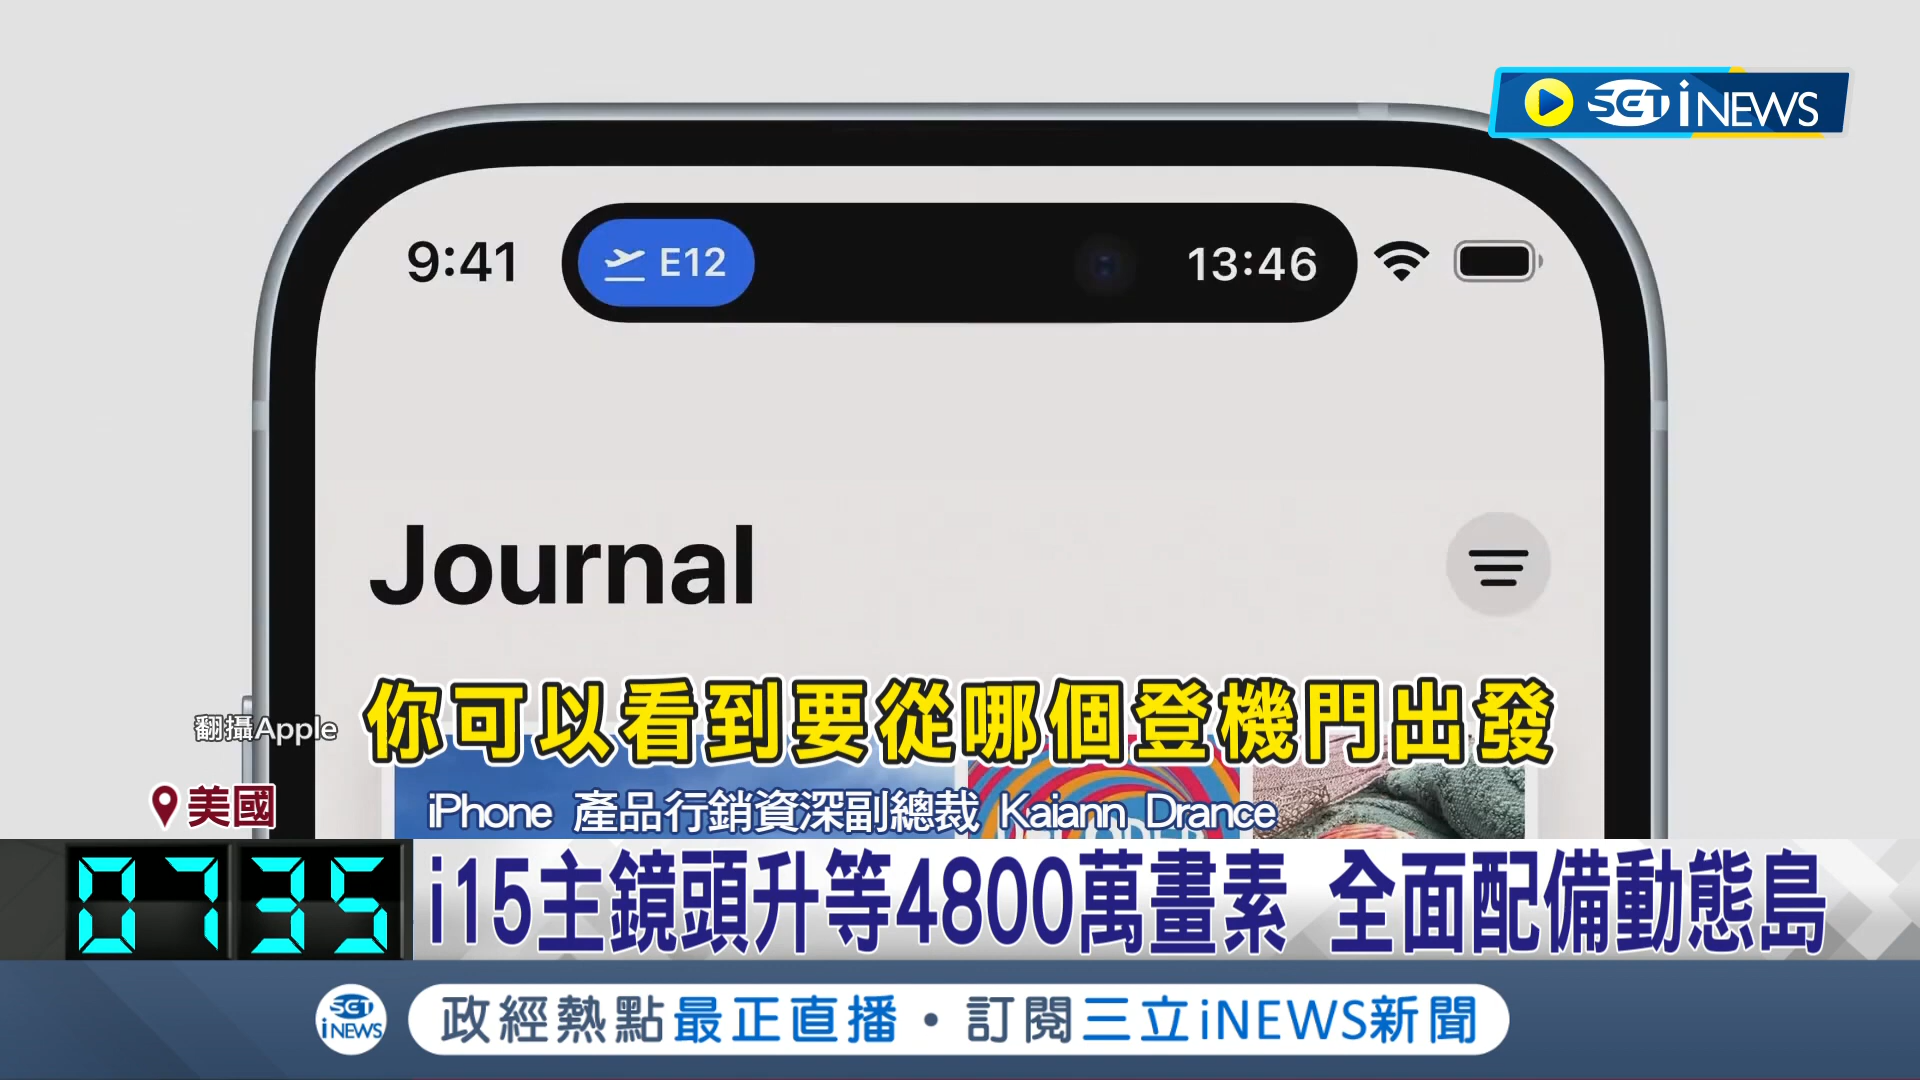 SET iNEWS
9:41
E12
13:46
Journal
你可以看到要從哪個登機門出發
翻攝Apple
美國
iPhone 產品行銷資深副總裁 Kaiann Drance
07 35
i15主鏡頭升等4800萬畫素 全面配備動態島
SET iNEWS
政經熱點最正直播・訂閱三立iNEWS新聞